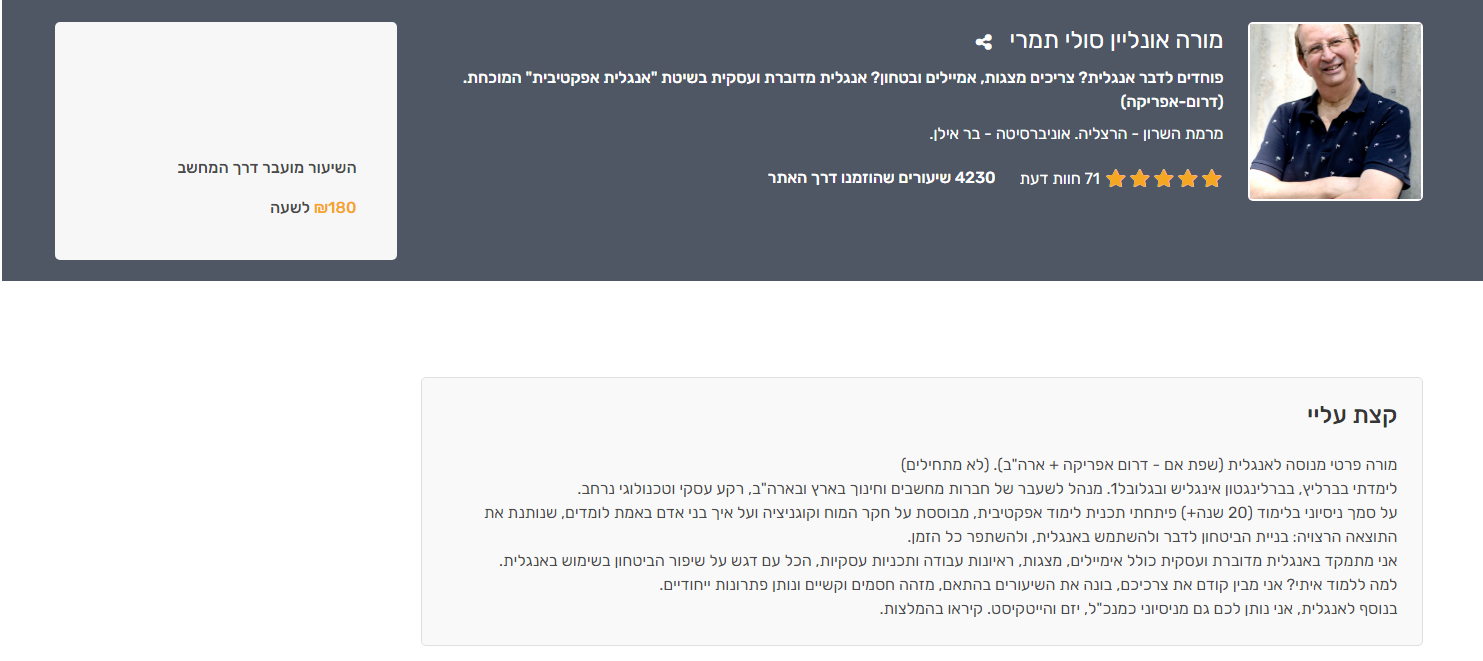 מורה אונליין סולי תמרי
פוחדים לדבר אנגלית? צריכים מצגות, אמיילים ובטחון? אנגלית מדוברת ועסקית בשיטת "אנגלית אפקטיבית" המוכחת.
(דרום-אפריקה)
מרמת השרון - הרצליה. אוניברסיטה - בר אילן.
71 חוות דעת
4230 שיעורים שהוזמנו דרך האתר
השיעור מועבר דרך המחשב
₪180 לשעה
קצת עליי
מורה פרטי מנוסה לאנגלית (שפת אם - דרום אפריקה + ארה"ב). (לא מתחילים)
לימדתי בברליץ, בברלינגטון אינגליש ובגלובל1. מנהל לשעבר של חברות מחשבים וחינוך בארץ ובארה"ב, רקע עסקי וטכנולוגי נרחב.
על סמך ניסיוני בלימוד (20 שנה+) פיתחתי תכנית לימוד אפקטיבית, מבוססת על חקר המוח וקוגניציה ועל איך בני אדם באמת לומדים, שנותנת את
התוצאה הרצויה: בניית הביטחון לדבר ולהשתמש באנגלית, ולהשתפר כל הזמן.
אני מתמקד באנגלית מדוברת ועסקית כולל אימיילים, מצגות, ראיונות עבודה ותכניות עסקיות, הכל עם דגש על שיפור הביטחון בשימוש באנגלית.
למה ללמוד איתי? אני מבין קודם את צרכיכם, בונה את השיעורים בהתאם, מזהה חסמים וקשיים ונותן פתרונות ייחודיים.
בנוסף לאנגלית, אני נותן לכם גם מניסיוני כמנכ"ל, יזם והייטקיסט. קיראו בהמלצות.